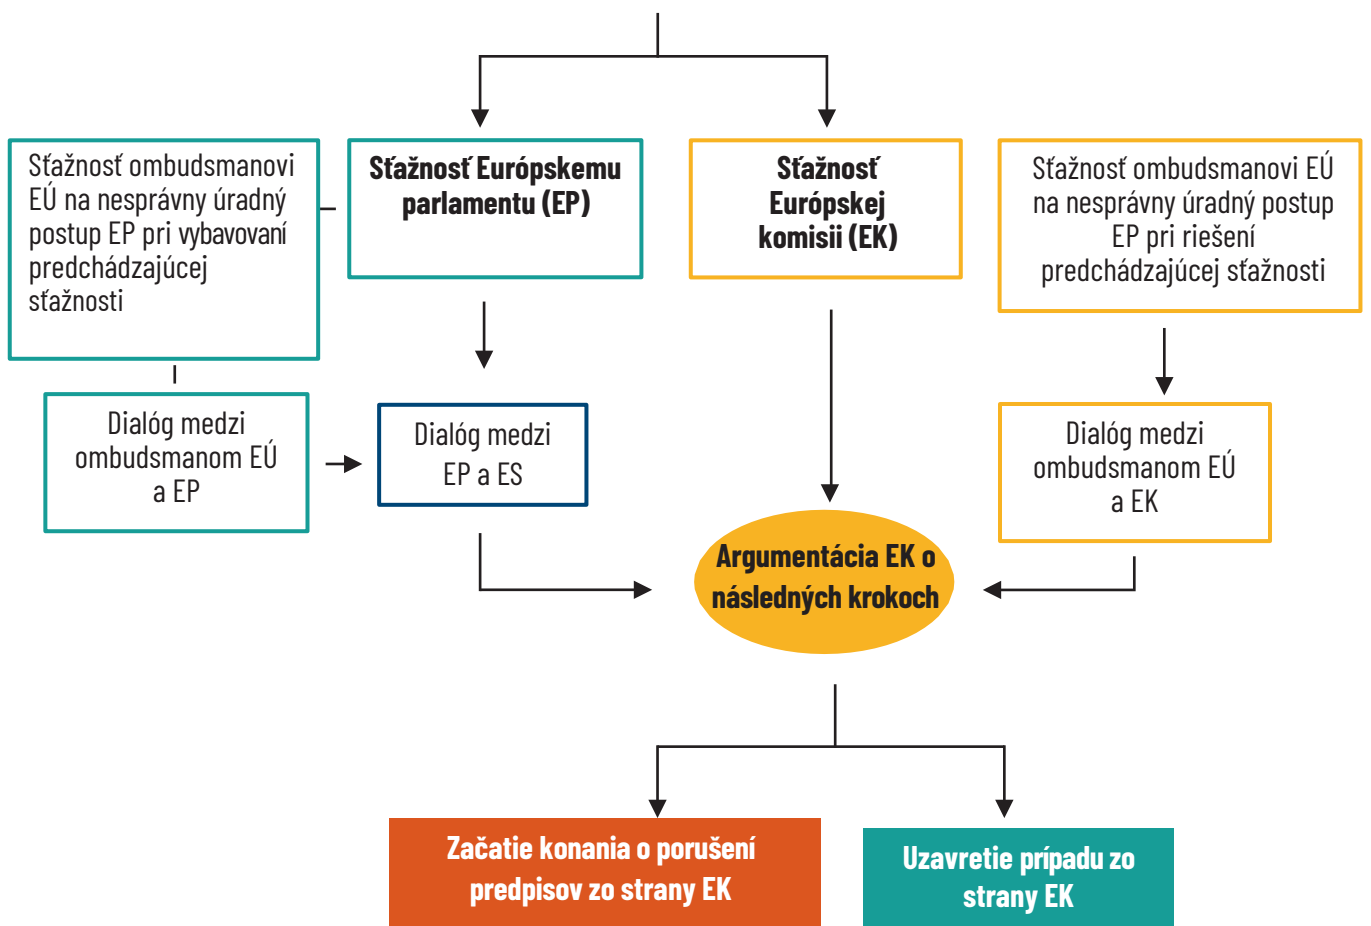 Sťažnosť ombudsmanovi
EÚ na nesprávny úradný
postup EP pri vybavovaní
predchádzajúcej
sťažnosti
Sťažnosť Európskemu
parlamentu (EP)
Sťažnosť
Európskej
komisii (EK)
Sťažnosť ombudsmanovi EÚ
na nesprávny úradný postup
EP pri riešení
predchádzajúcej sťažnosti
Dialóg medzi
ombudsmanom EÚ
a EP
Dialóg medzi
EP a ES
Dialóg medzi
ombudsmanom EÚ
a EK
Argumentácia EK o
následných krokoch
Začatie konania o porušení
predpisov zo strany EK
Uzavretie prípadu zo
strany EK